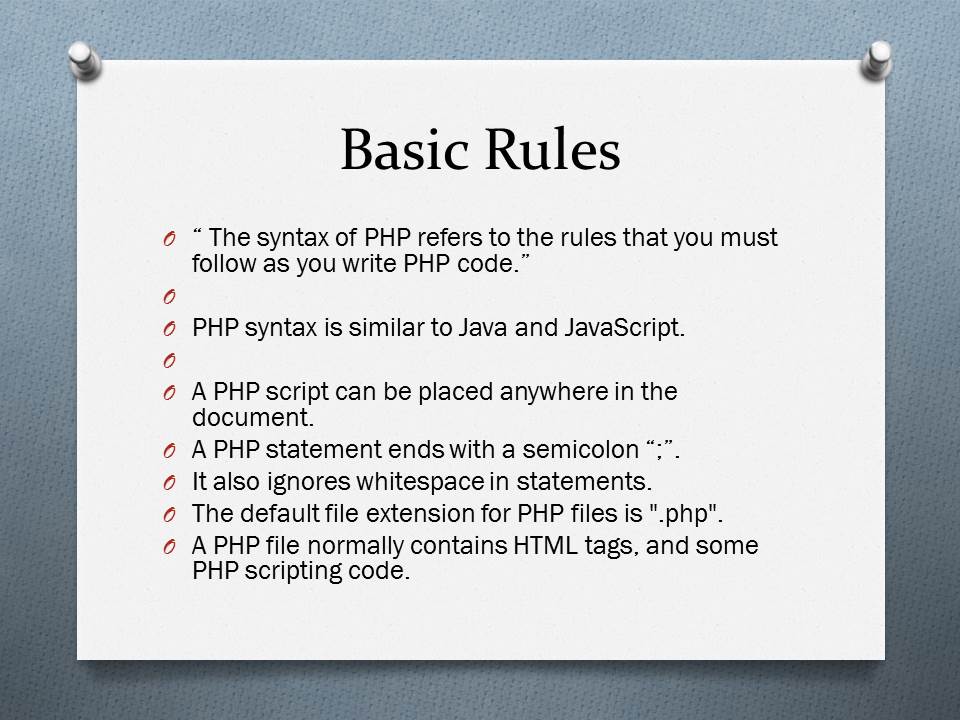 Basic Rules
“ The syntax of PHP refers to the rules that you must
follow as you write PHP code.”
PHP syntax is similar to Java and JavaScript.
A PHP script can be placed anywhere in the
document.
A PHP statement ends with a semicolon “;”.
It also ignores whitespace in statements.
The default file extension for PHP files is ".php".
A PHP file normally contains HTML tags, and some
PHP scripting code.